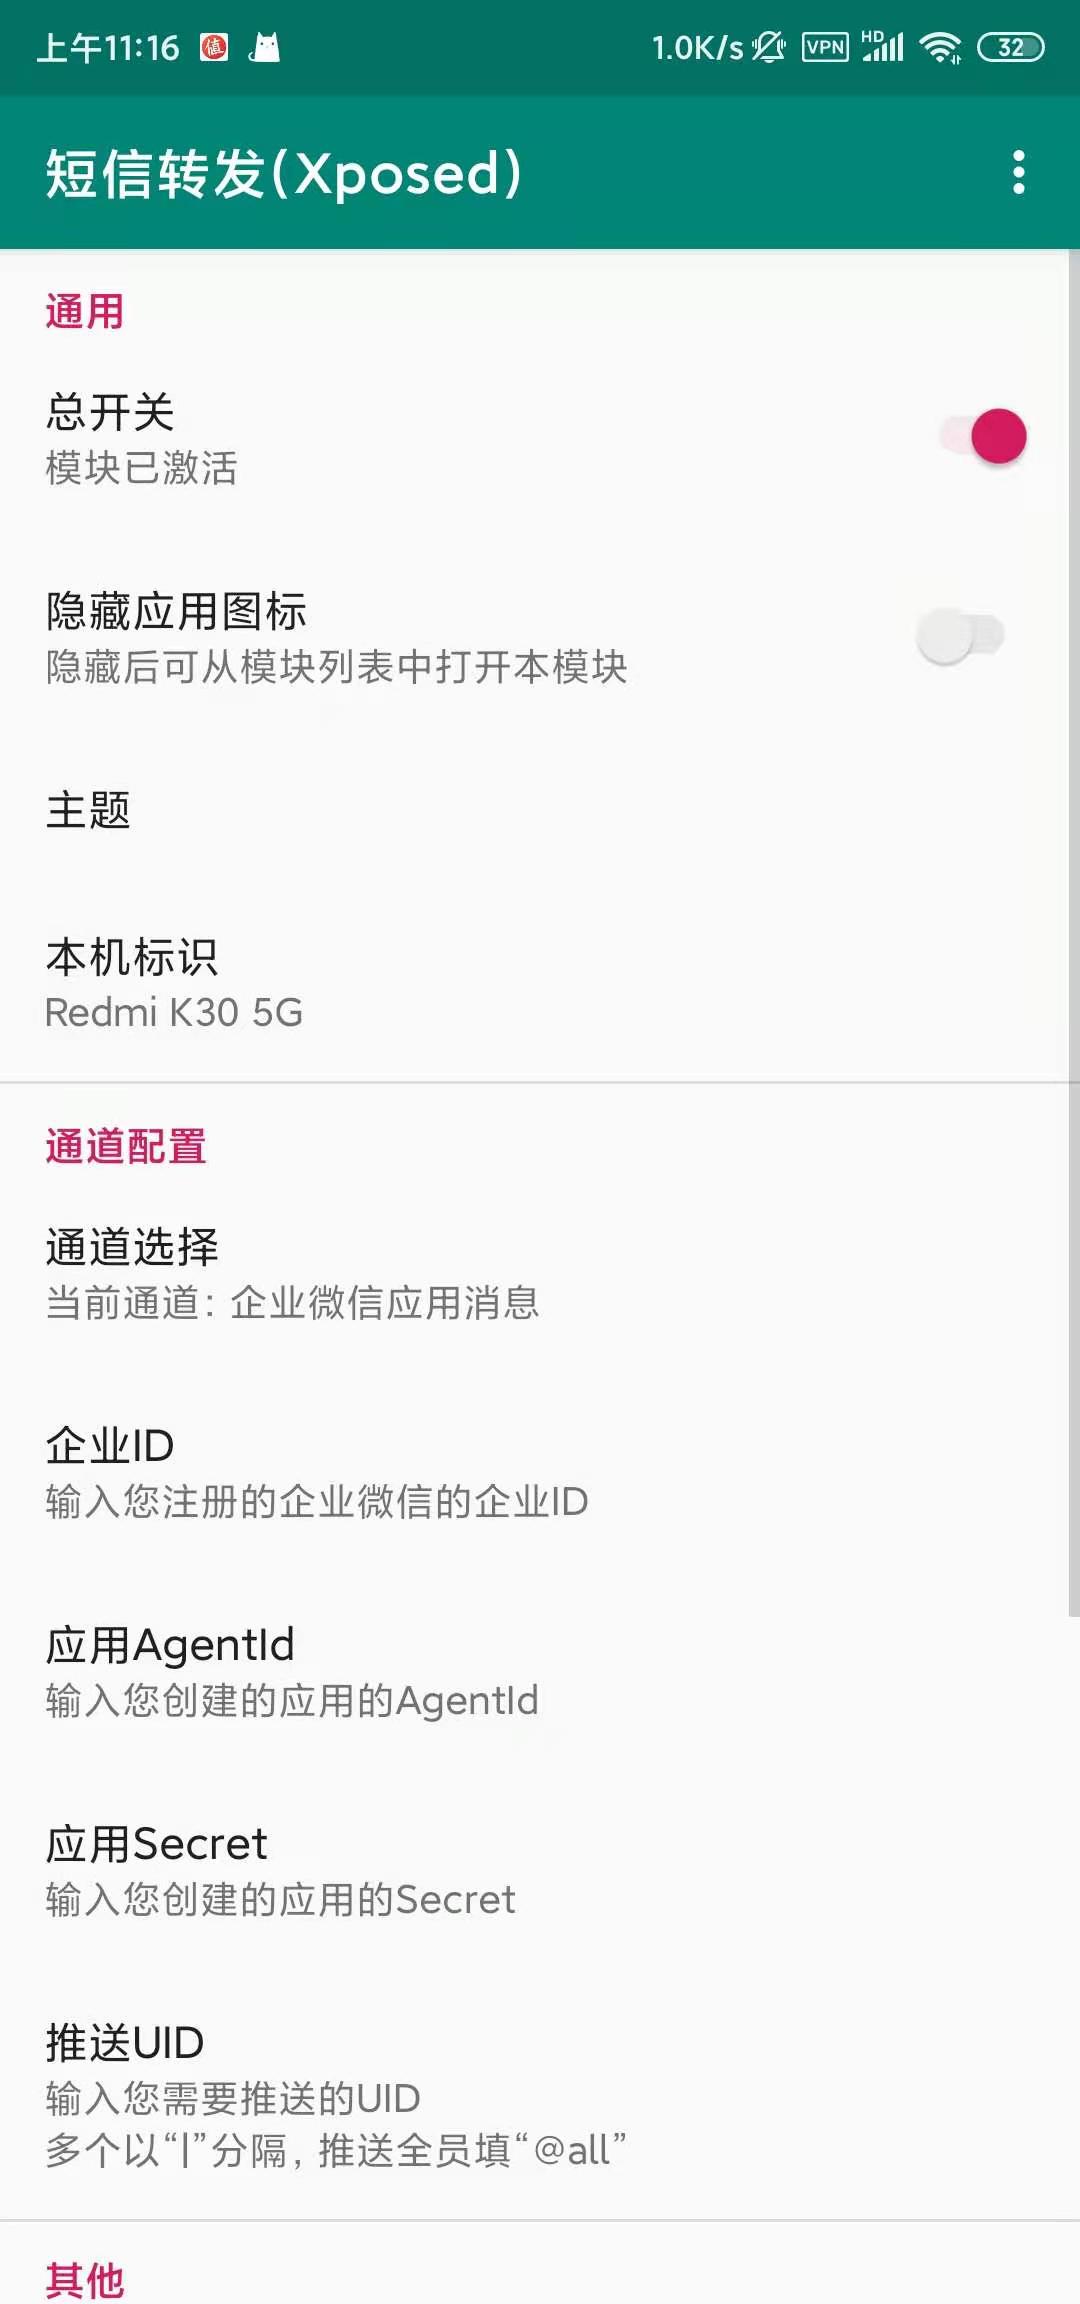 上午11:16 值 1.0K/s VPN HD 32
短信转发(Xposed)
通用
总开关
模块已激活
隐藏应用图标
隐藏后可从模块列表中打开本模块
主题
本机标识
Redmi K30 5G
通道配置
通道选择
当前通道：企业微信应用消息
企业ID
输入您注册的企业微信的企业ID
应用AgentId
输入您创建的应用的AgentId
应用Secret
输入您创建的应用的Secret
推送UID
输入您需要推送的UID
多个以“|”分隔，推送全员填“@all”
其他